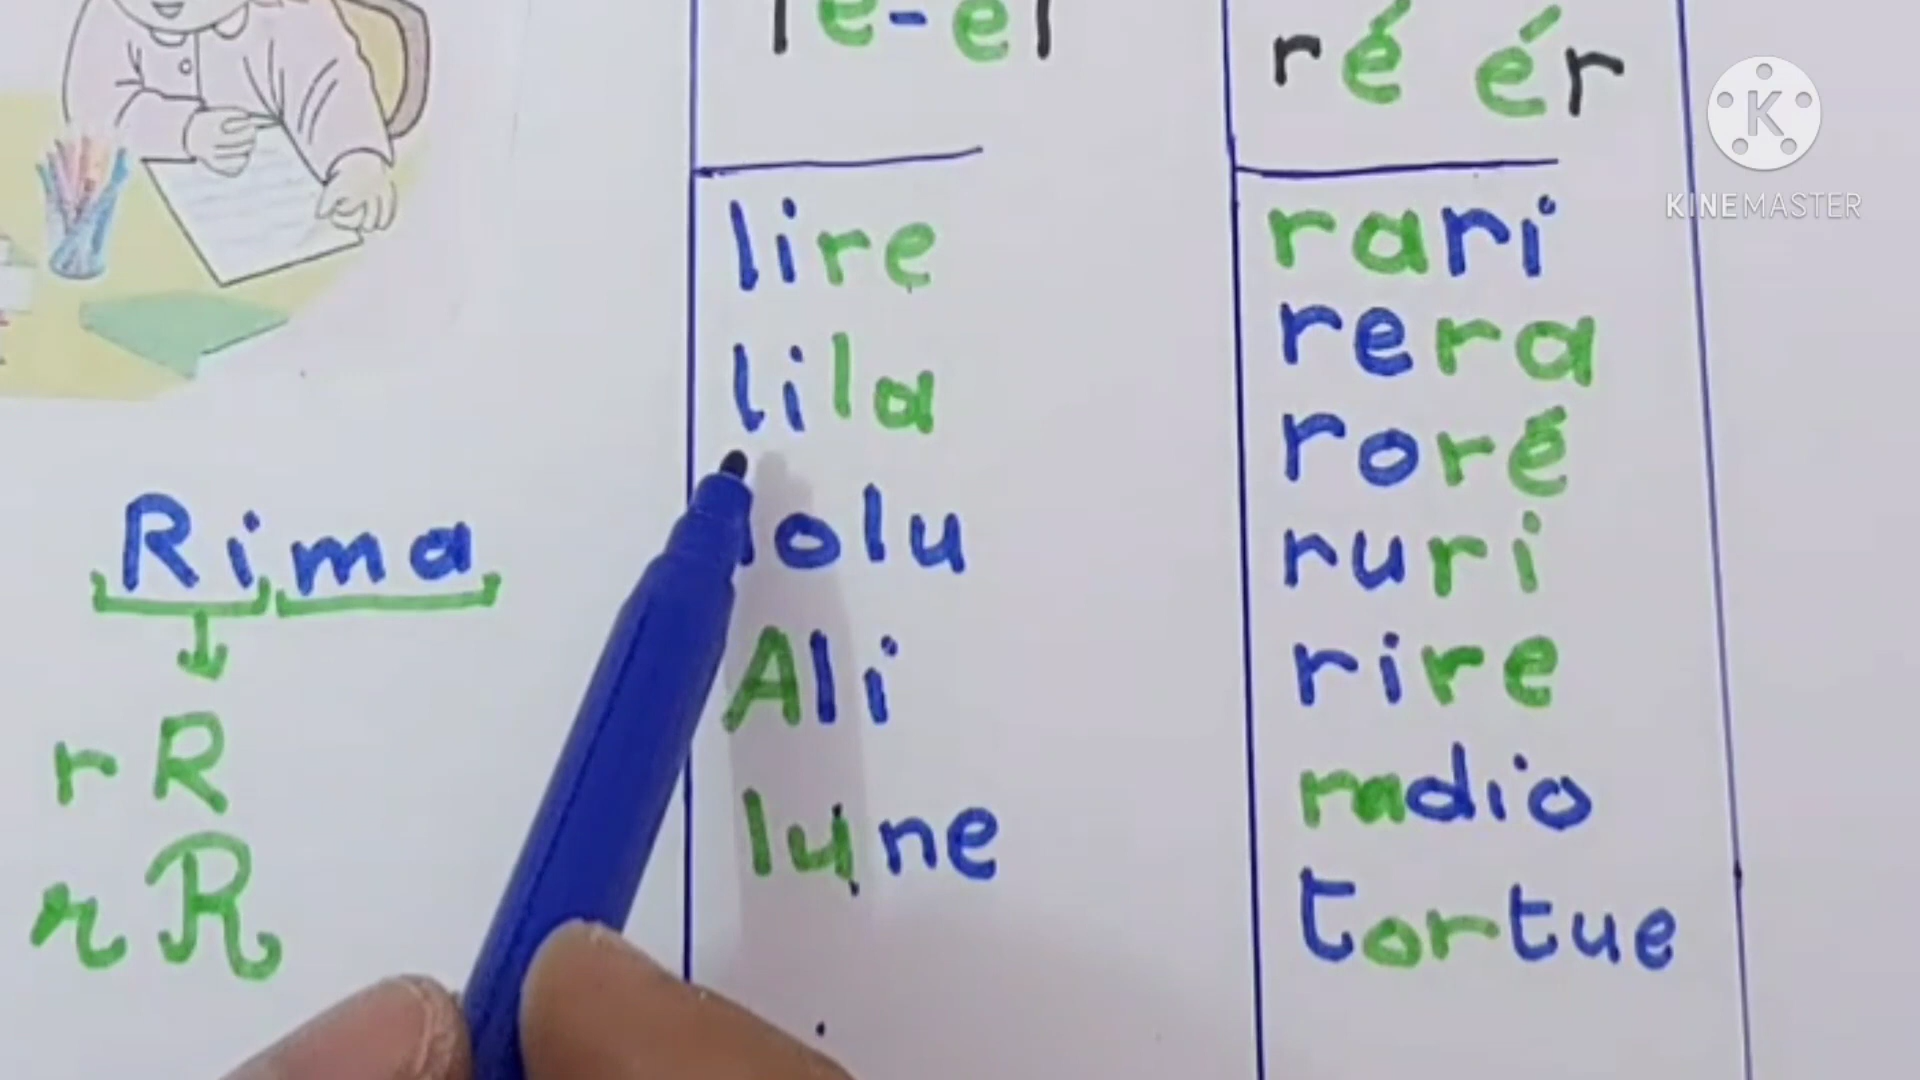 le-el
ré ér
K
KINEMASTER
lire
lila
lolu
Ali
lune
rari
rera
roré
ruri
rire
radio
tortue
Rima
r R
r R